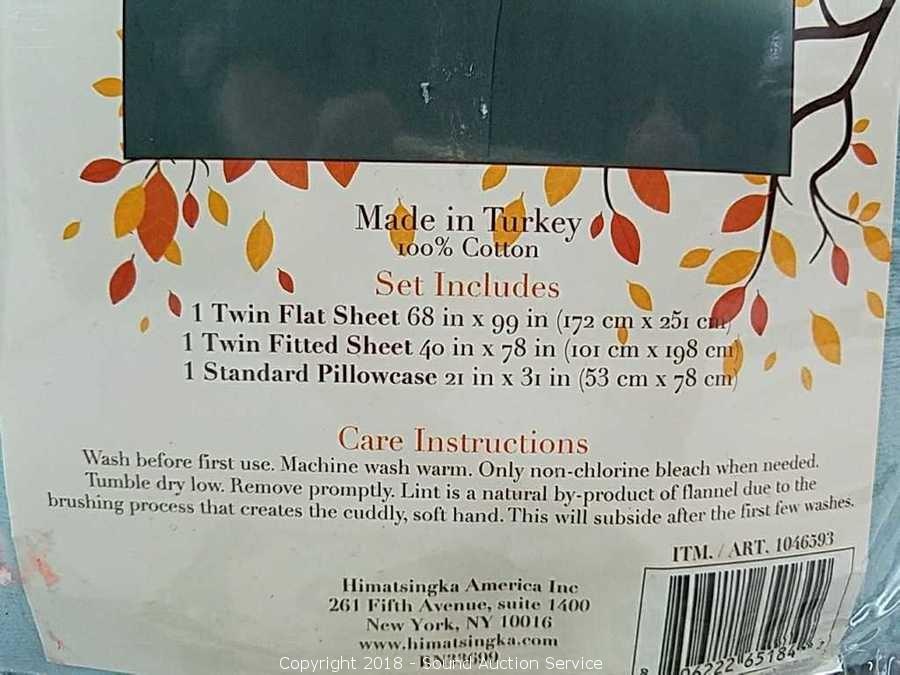 Made in Turkey
100% Cotton
Set Includes
1 Twin Flat Sheet 68 in x 99 in (172 cm x 251 cm)
1 Twin Fitted Sheet 40 in x 78 in (101 cm x 198 cm)
1 Standard Pillowcase 21 in x 31 in (53 cm x 78 cm)
Care Instructions
Wash before first use. Machine wash warm. Only non-chlorine bleach when needed.
Tumble dry low. Remove promptly. Lint is a natural by-product of flannel due to the
brushing process that creates the cuddly, soft hand. This will subside after the first few washes.
ITM. / ART. 1046593
Himatsingka America Inc
261 Fifth Avenue, suite 1400
New York, NY 10016
www.himatsingka.com
Copyright 2018 - Sound Auction Service